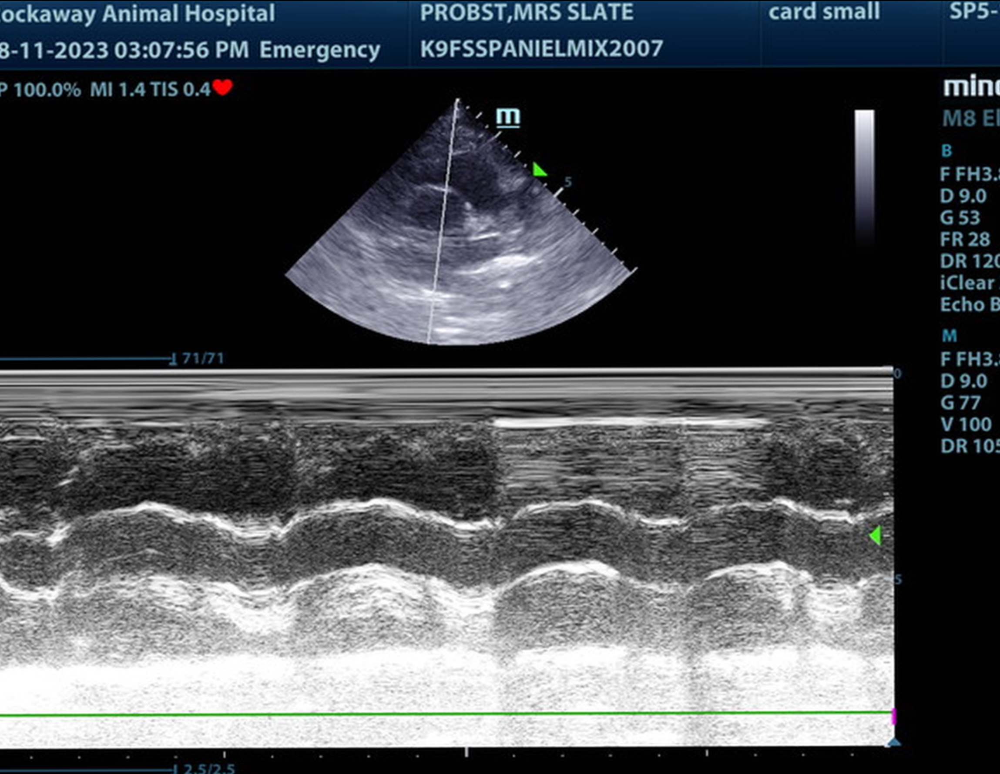 ockaway Animal Hospital
PROBST,MRS SLATE
card small
SP5-
8-11-2023 03:07:56 PM Emergency
K9FSSPANIELMIX2007
P 100.0% MI 1.4 TIS 0.4
m
5
M8 El
B
F FH3.
D 9.0
G 53
FR 28
DR 120
iClear
Echo B
M
F FH3.
D 9.0
G 77
V 100
DR 105
71/71
0
5
2.5/2.5